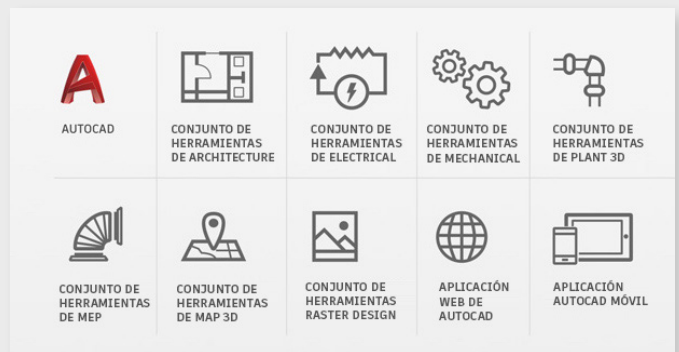 AUTOCAD
CONJUNTO DE
HERRAMIENTAS
DE ARCHITECTURE
CONJUNTO DE
HERRAMIENTAS
DE ELECTRICAL
CONJUNTO DE
HERRAMIENTAS
DE MECHANICAL
CONJUNTO DE
HERRAMIENTAS
DE PLANT 3D
CONJUNTO DE
HERRAMIENTAS
DE MEP
CONJUNTO DE
HERRAMIENTAS
DE MAP 3D
CONJUNTO DE
HERRAMIENTAS
RASTER DESIGN
APLICACIÓN
WEB DE
AUTOCAD
APLICACIÓN
AUTOCAD MÓVIL